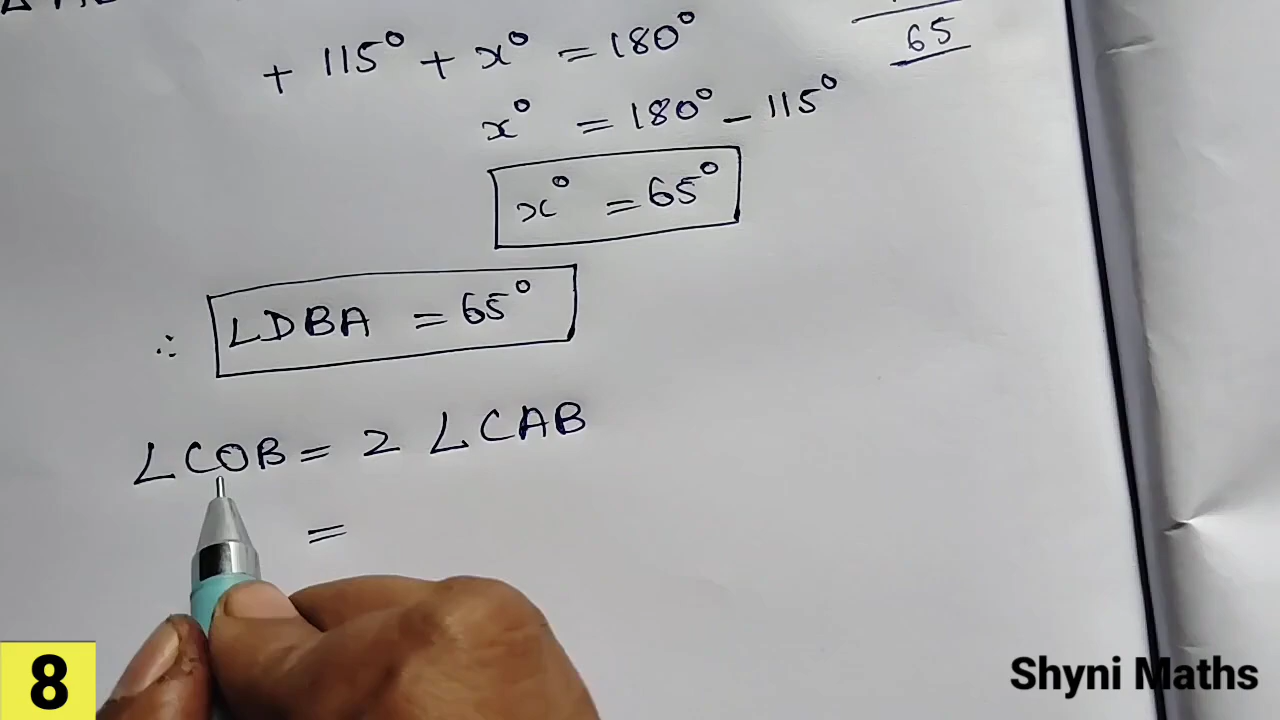 65
+ 115° + x° = 180°
x° = 180° - 115°
x° = 65°
∴ ∠DBA = 65°
∠COB = 2 ∠CAB
=
8
Shyni Maths